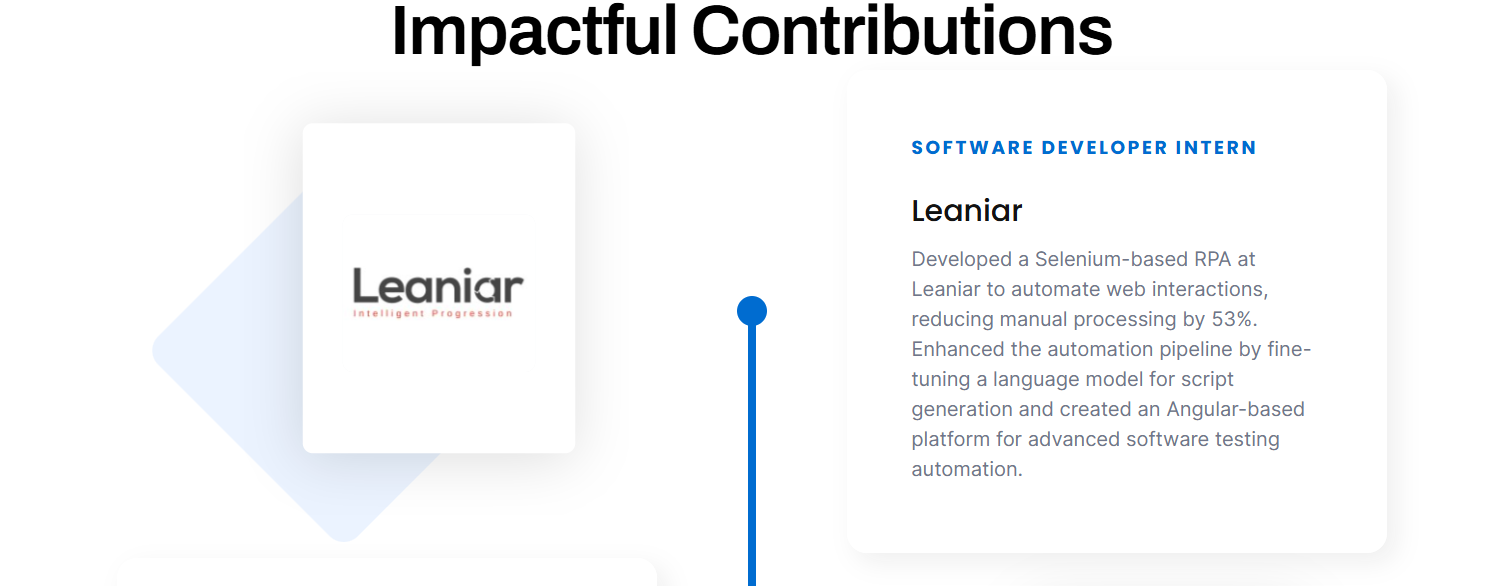 Impactful Contributions
Leaniar
Intelligent Progression
SOFTWARE DEVELOPER INTERN
Leaniar
Developed a Selenium-based RPA at
Leaniar to automate web interactions,
reducing manual processing by 53%.
Enhanced the automation pipeline by fine-
tuning a language model for script
generation and created an Angular-based
platform for advanced software testing
automation.